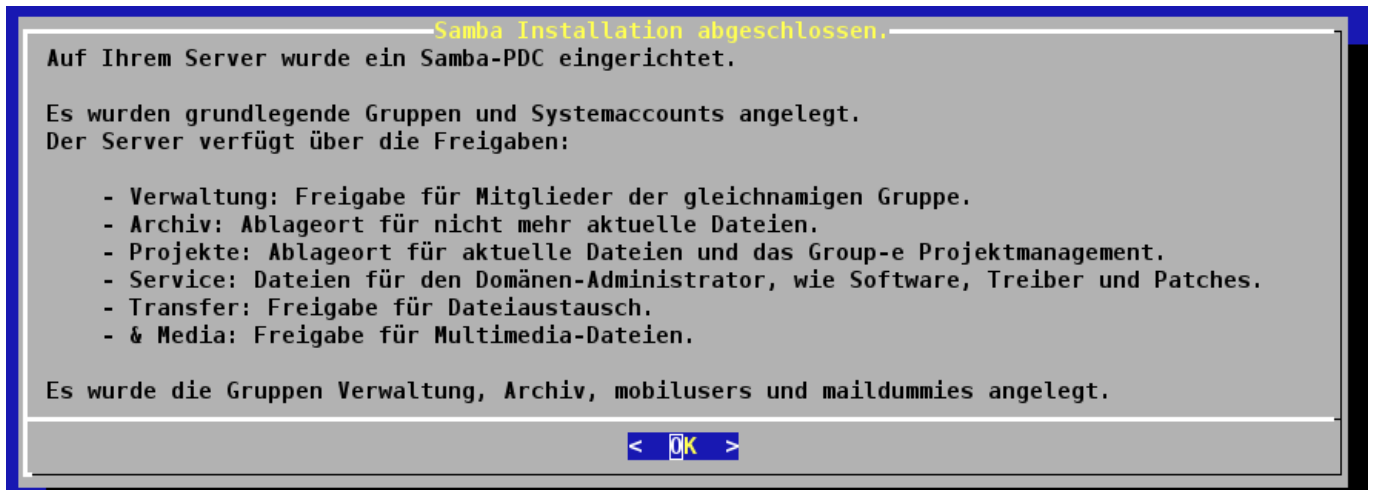 Samba Installation abgeschlossen.
Auf Ihrem Server wurde ein Samba-PDC eingerichtet.
Es wurden grundlegende Gruppen und Systemaccounts angelegt.
Der Server verfügt über die Freigaben:
- Verwaltung: Freigabe für Mitglieder der gleichnamigen Gruppe.
- Archiv: Ablageort für nicht mehr aktuelle Dateien.
- Projekte: Ablageort für aktuelle Dateien und das Group-e Projektmanagement.
- Service: Dateien für den Domänen-Administrator, wie Software, Treiber und Patches.
- Transfer: Freigabe für Dateiaustausch.
- & Media: Freigabe für Multimedia-Dateien.
Es wurde die Gruppen Verwaltung, Archiv, mobilusers und maildummies angelegt.
< OK >